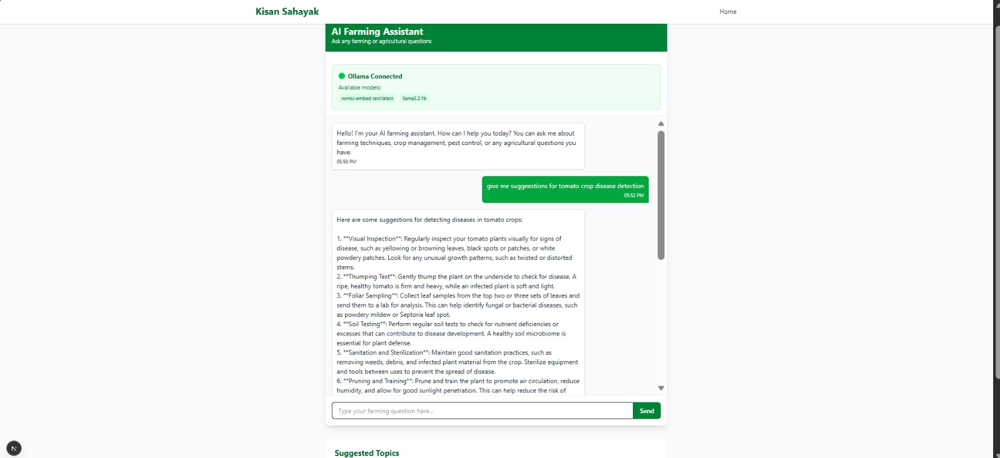 Kisan Sahayak
Home
AI Farming Assistant
Ask any farming or agricultural questions
Ollama Connected
Available models:
nomic-embed-text:latest
llama3.2:1b
Hello! I'm your AI farming assistant. How can I help you today? You can ask me about
farming techniques, crop management, pest control, or any agricultural questions you
have.
05:50 PM
give me suggeestions for tomato crop disease detection
05:52 PM
Here are some suggestions for detecting diseases in tomato crops:
1. **Visual Inspection**: Regularly inspect your tomato plants visually for signs of
disease, such as yellowing or browning leaves, black spots or patches, or white
powdery patches. Look for any unusual growth patterns, such as twisted or distorted
stems.
2. **Thumping Test**: Gently thump the plant on the underside to check for disease. A
ripe, healthy tomato is firm and heavy, while an infected plant is soft and light.
3. **Foliar Sampling**: Collect leaf samples from the top two or three sets of leaves and
send them to a lab for analysis. This can help identify fungal or bacterial diseases, such
as powdery mildew or Septoria leaf spot.
4. **Soil Testing**: Perform regular soil tests to check for nutrient deficiencies or
excesses that can contribute to disease development. A healthy soil microbiome is
essential for plant defense.
5. **Sanitation and Sterilization**: Maintain good sanitation practices, such as
removing weeds, debris, and infected plant material from the crop. Sterilize equipment
and tools between uses to prevent the spread of disease.
6. **Pruning and Training**: Prune and train the plant to promote air circulation, reduce
humidity, and allow for good sunlight penetration. This can help reduce the risk of
Type your farming question here...
Send
N
Suggested Topics